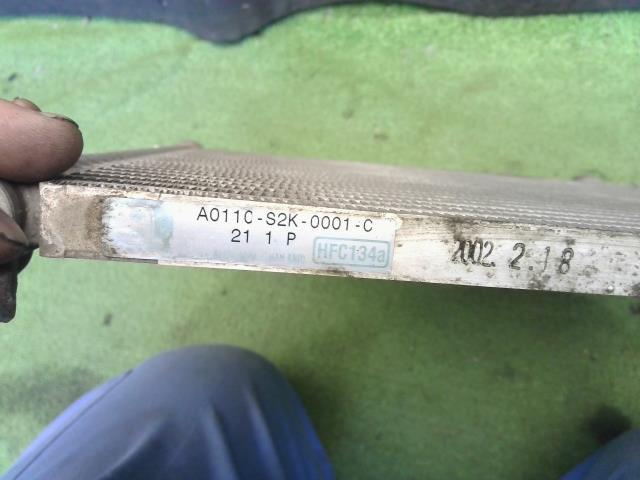 A011C-S2K-0001-C
21 1 P
HFC134a
2002. 2.18